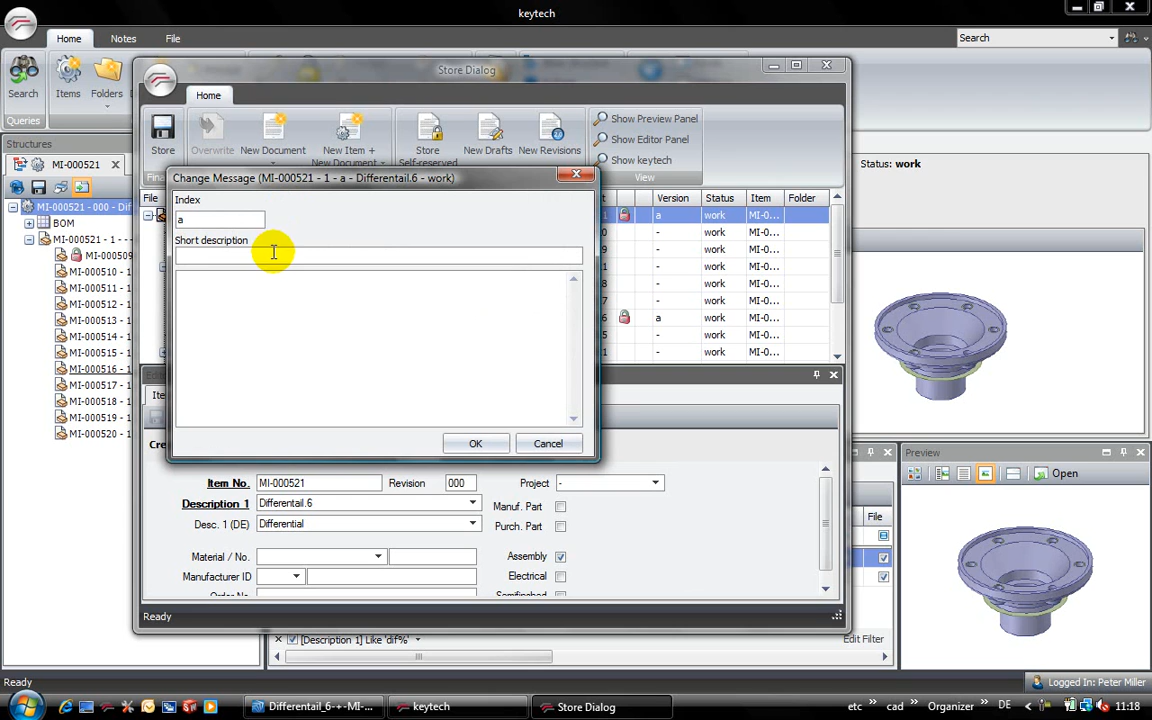 keytech
Home
Notes
File
Search
Search
Items
Folders
Queries
Structures
MI-000521
MI-000521 - 000 - Dif
BOM
MI-000521 - 1 - -
MI-000509
MI-000510 - 1
MI-000511 - 1
MI-000512 - 1
MI-000513 - 1
MI-000514 - 1
MI-000515 - 1
MI-000516 - 1
MI-000517 - 1
MI-000518 - 1
MI-000519 - 1
MI-000520 - 1
Store Dialog
Home
Store
Overwrite
New Document
New Item +
New Document
Store
Self-reserved
New Drafts
New Revisions
Show Preview Panel
Show Editor Panel
Show keytech
View
File
Version
Status
Item
Folder
a work MI-0...
- work MI-0...
- work MI-0...
- work MI-0...
- work MI-0...
- work MI-0...
a work MI-0...
- work MI-0...
- work MI-0...
Change Message (MI-000521 - 1 - a - Differentail.6 - work)
Index
a
Short description
OK
Cancel
Item No. MI-000521 Revision 000 Project -
Description 1 Differentail.6 Manuf. Part
Desc. 1 (DE) Differential Purch. Part
Material / No. Assembly
Manufacturer ID Electrical
Order No. Semifinished
Ready
Status: work
Preview
Open
File
[Description 1] Like 'dif%'
Edit Filter
Ready
Logged In: Peter Miller
Differentail_6-+-MI-...
keytech
Store Dialog
etc
cad
Organizer
DE
11:18